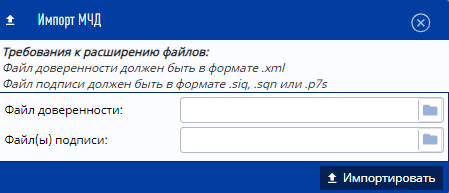 Импорт МЧД
Требования к расширению файлов:
Файл доверенности должен быть в формате .xml
Файл подписи должен быть в формате .sig, .sgn или .p7s
Файл доверенности:
Файл(ы) подписи:
Импортировать